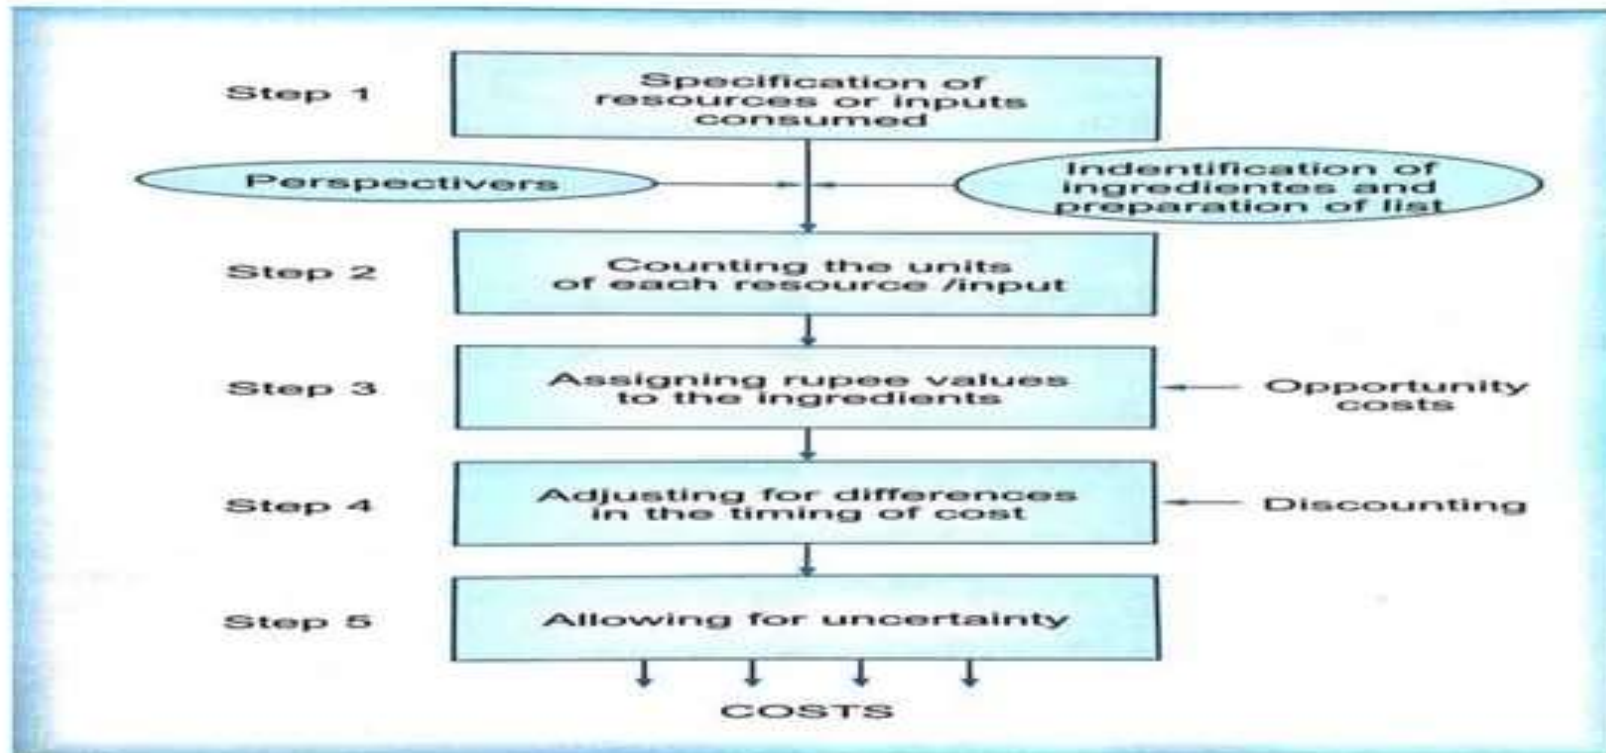 Step 1
Specification of
resources or inputs
consumed
Perspectivers
Indentification of
ingredientes and
preparation of list
Step 2
Counting the units
of each resource /input
Step 3
Assigning rupee values
to the ingredients
Opportunity
costs
Step 4
Adjusting for differences
in the timing of cost
Discounting
Step 5
Allowing for uncertainty
COSTS